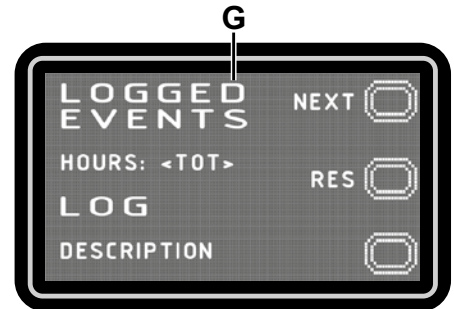 G
LOGGED
EVENTS
NEXT
HOURS: <TOT>
RES
LOG
DESCRIPTION